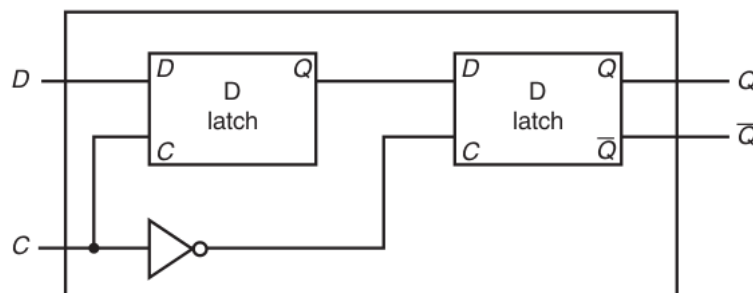 D D Q D Q Q
D
latch
D
latch
C C Q̅ Q̅
C